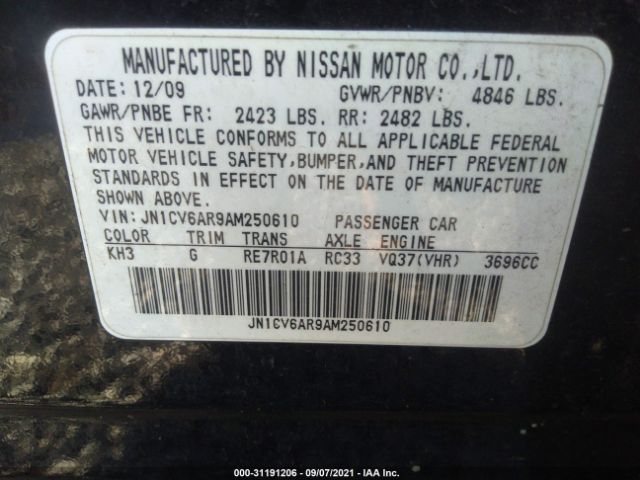 MANUFACTURED BY NISSAN MOTOR CO.,LTD.
DATE: 12/09 GVWR/PNBV: 4846 LBS.
GAWR/PNBE FR: 2423 LBS. RR: 2482 LBS.
THIS VEHICLE CONFORMS TO ALL APPLICABLE FEDERAL
MOTOR VEHICLE SAFETY,BUMPER,AND THEFT PREVENTION
STANDARDS IN EFFECT ON THE DATE OF MANUFACTURE
SHOWN ABOVE.
VIN: JN1CV6AR9AM250610 PASSENGER CAR
COLOR TRIM TRANS AXLE ENGINE
KH3 G RE7R01A RC33 VQ37(VHR) 3696CC
JN1CV6AR9AM250610
000-31191206 - 09/07/2021 - IAA Inc.